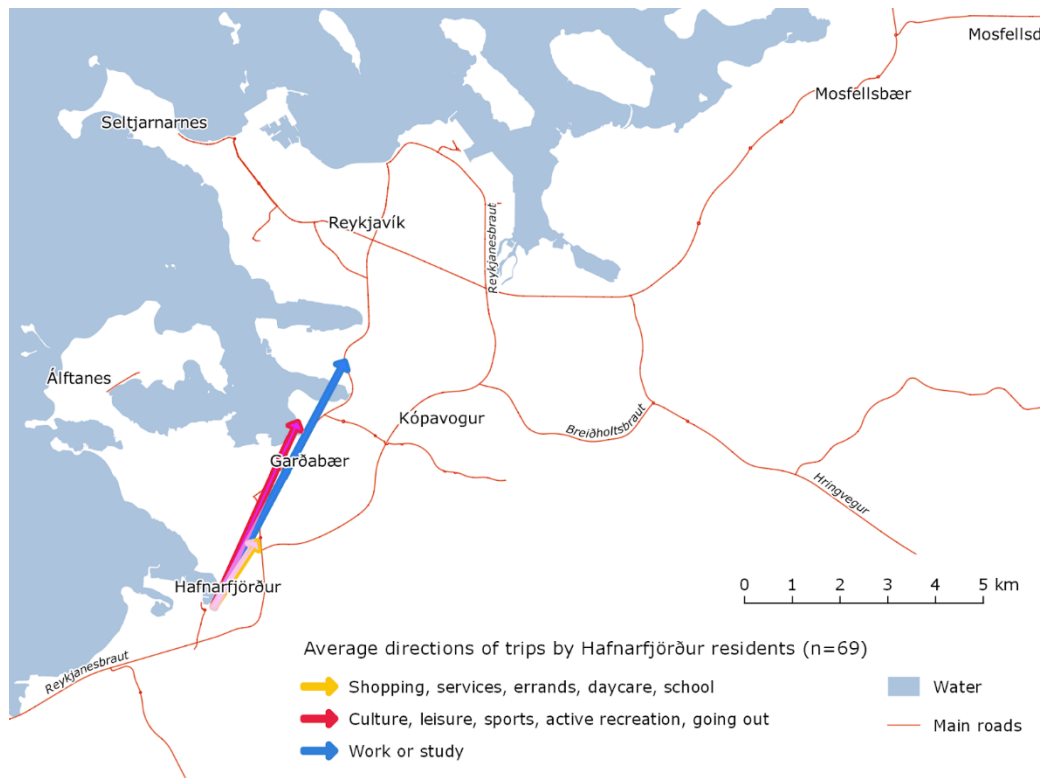 Mosfellsd
Mosfellsbær
Seltjarnarnes
Reykjavík
Reykjanesbraut
Álftanes
Kópavogur
Breiðholtsbraut
Garðabær
Hringvegur
Hafnarfjörður
0 1 2 3 4 5 km
Reykjanesbraut
Average directions of trips by Hafnarfjörður residents (n=69)
Shopping, services, errands, daycare, school
Water
Culture, leisure, sports, active recreation, going out
Main roads
Work or study